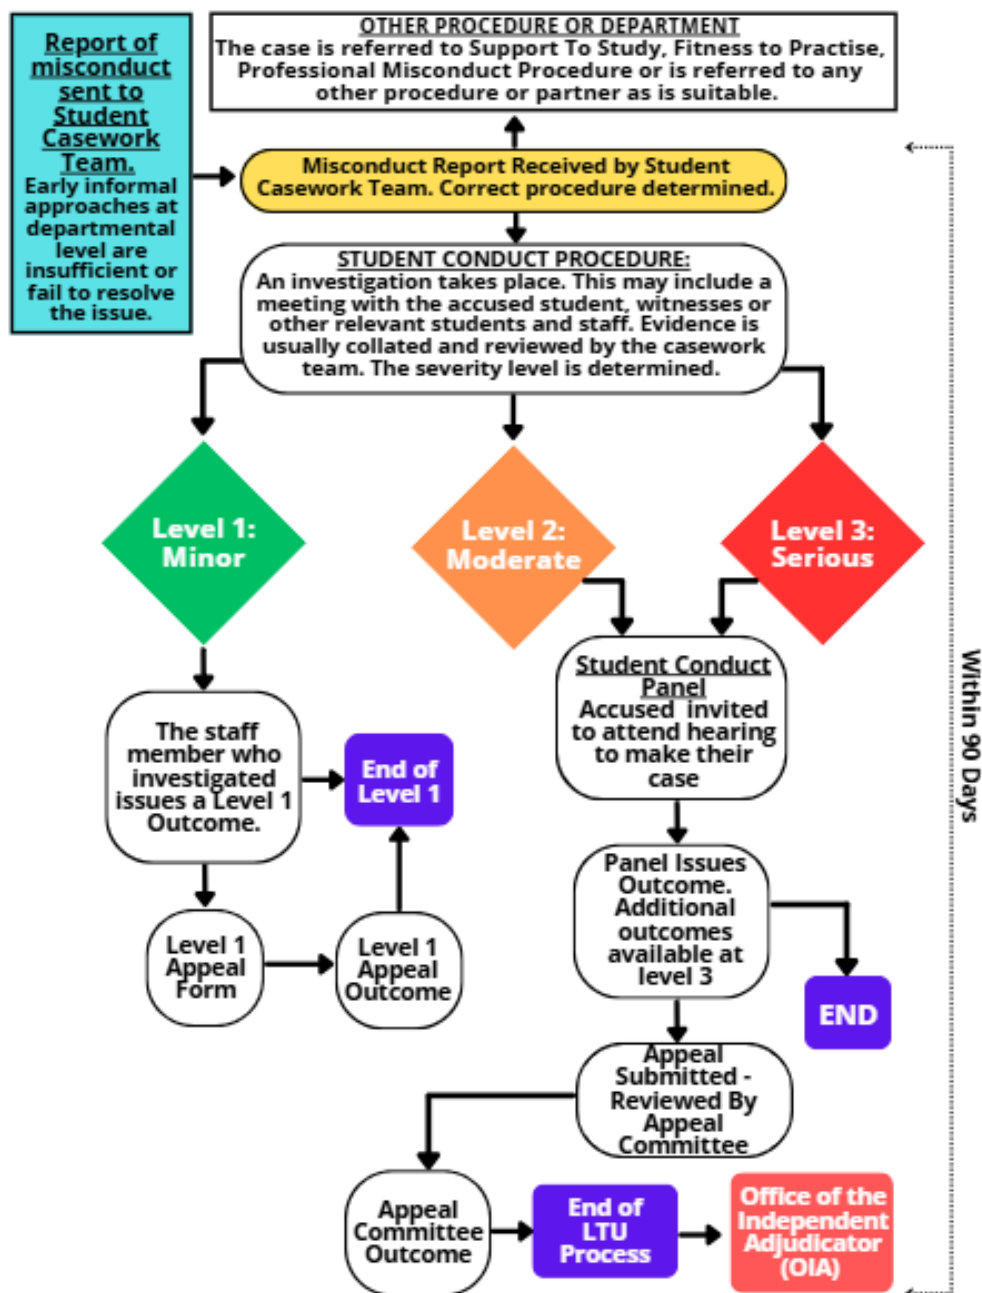 Report of
misconduct
sent to
Student
Casework
Team.
Early informal
approaches at
departmental
level are
insufficient or
fail to resolve
the issue.
OTHER PROCEDURE OR DEPARTMENT
The case is referred to Support To Study, Fitness to Practise,
Professional Misconduct Procedure or is referred to any
other procedure or partner as is suitable.
Misconduct Report Received by Student
Casework Team. Correct procedure determined.
STUDENT CONDUCT PROCEDURE:
An investigation takes place. This may include a
meeting with the accused student, witnesses or
other relevant students and staff. Evidence is
usually collated and reviewed by the casework
team. The severity level is determined.
Level 1:
Minor
Level 2:
Moderate
Level 3:
Serious
The staff
member who
investigated
issues a Level 1
Outcome.
End of
Level 1
Level 1
Appeal
Form
Level 1
Appeal
Outcome
Student Conduct
Panel
Accused invited
to attend hearing
to make their
case
Panel Issues
Outcome.
Additional
outcomes
available at
level 3
END
Appeal
Submitted -
Reviewed By
Appeal
Committee
Appeal
Committee
Outcome
End of
LTU
Process
Office of the
Independent
Adjudicator
(OIA)
Within 90 Days